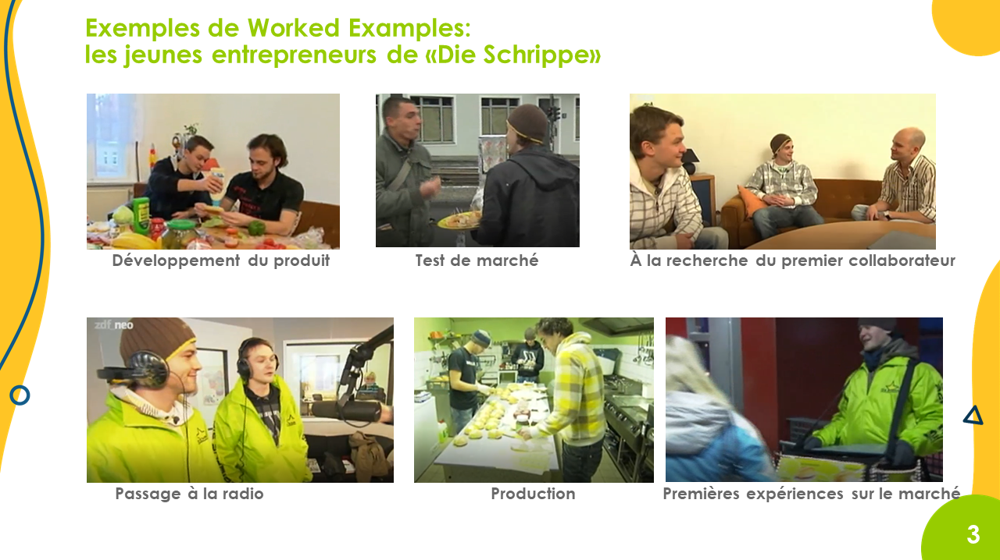 Exemples de Worked Examples:
les jeunes entrepreneurs de «Die Schrippe»
Développement du produit
Test de marché
À la recherche du premier collaborateur
zdf_neo
Passage à la radio
Production
Premières expériences sur le marché
3